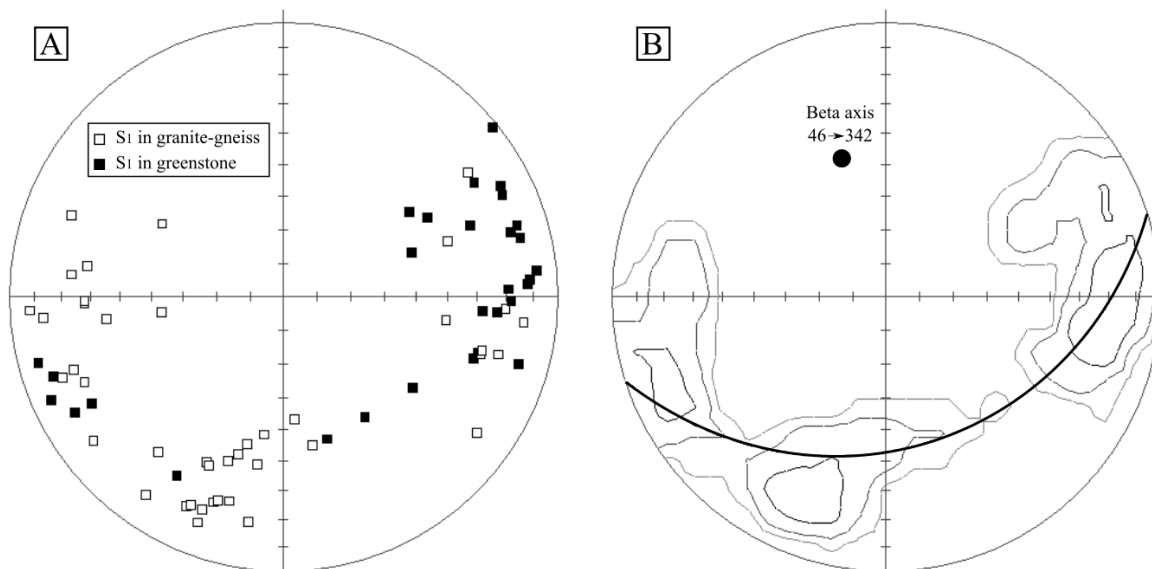 A
B
S1 in granite-gneiss
S1 in greenstone
Beta axis
46→342